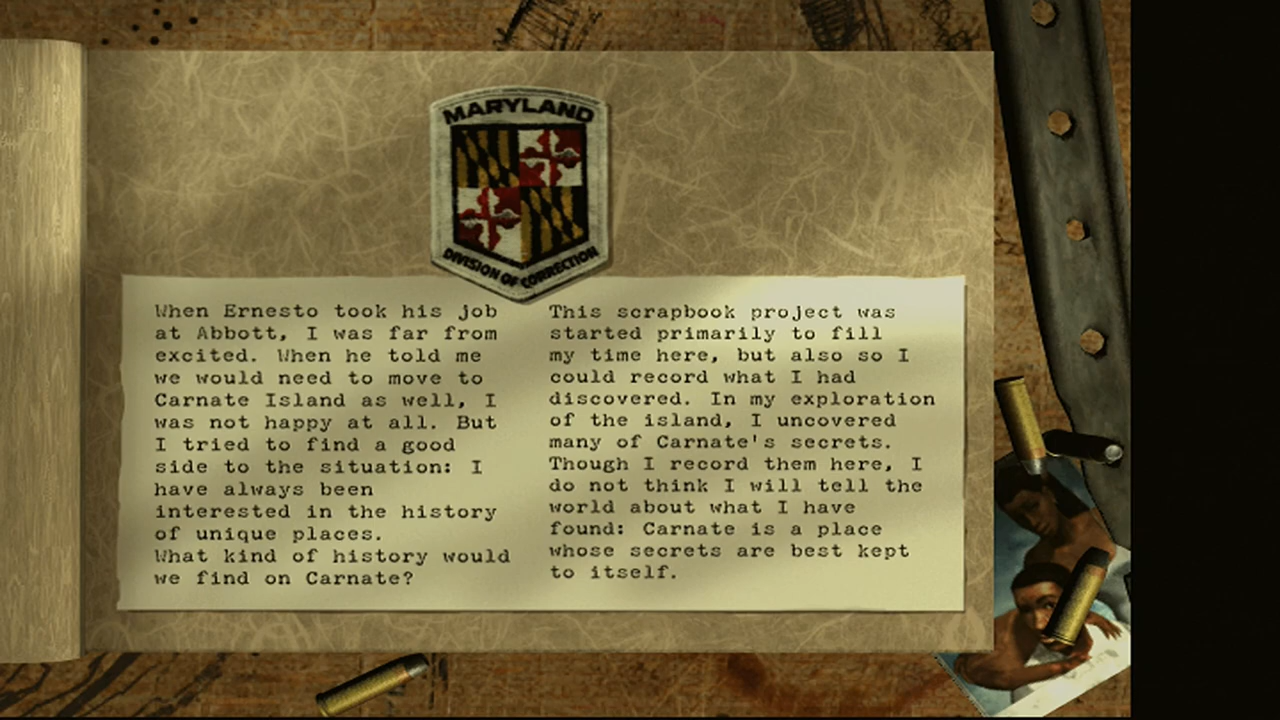 MARYLAND
DIVISION OF CORRECTION
When Ernesto took his job
at Abbott, I was far from
excited. When he told me
we would need to move to
Carnate Island as well, I
was not happy at all. But
I tried to find a good
side to the situation: I
have always been
interested in the history
of unique places.
What kind of history would
we find on Carnate?
This scrapbook project was
started primarily to fill
my time here, but also so I
could record what I had
discovered. In my exploration
of the island, I uncovered
many of Carnate's secrets.
Though I record them here, I
do not think I will tell the
world about what I have
found: Carnate is a place
whose secrets are best kept
to itself.